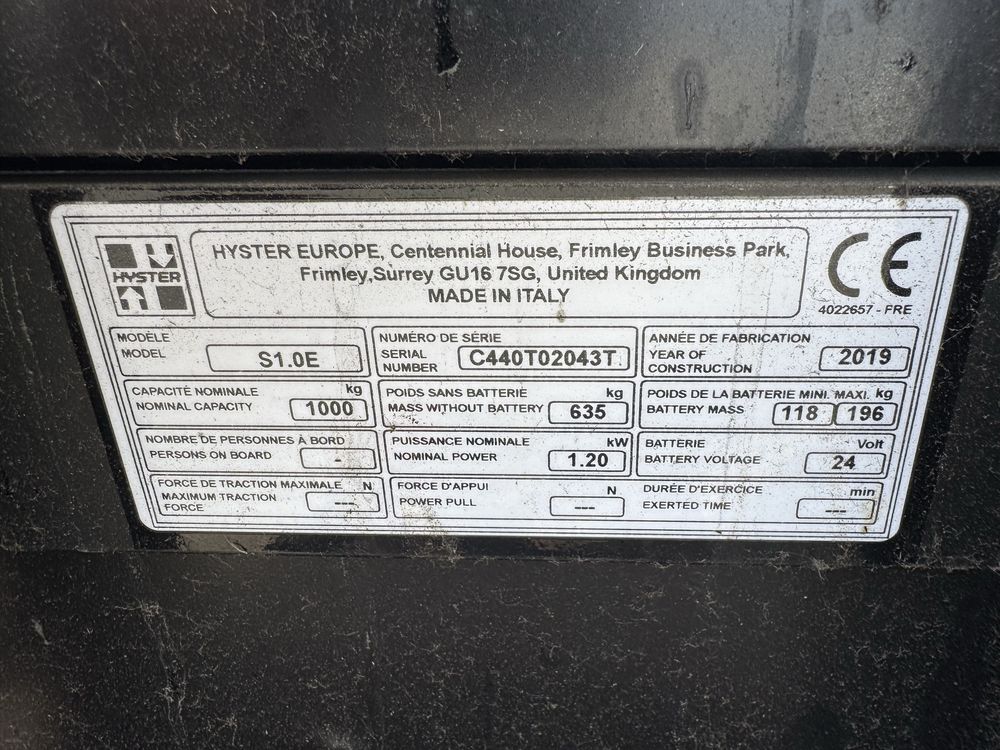 HYSTER
HYSTER EUROPE, Centennial House, Frimley Business Park,
Frimley,Surrey GU16 7SG, United Kingdom
MADE IN ITALY
CE
4022657 - FRE
MODÈLE
MODEL S1.0E
NUMÉRO DE SÉRIE
SERIAL
NUMBER C440T02043T
ANNÉE DE FABRICATION
YEAR OF
CONSTRUCTION 2019
CAPACITÉ NOMINALE kg
NOMINAL CAPACITY 1000
POIDS SANS BATTERIE kg
MASS WITHOUT BATTERY 635
POIDS DE LA BATTERIE MINI. MAXI. kg
BATTERY MASS 118 196
NOMBRE DE PERSONNES À BORD
PERSONS ON BOARD -
PUISSANCE NOMINALE kW
NOMINAL POWER 1.20
BATTERIE Volt
BATTERY VOLTAGE 24
FORCE DE TRACTION MAXIMALE N
MAXIMUM TRACTION
FORCE ---
FORCE D'APPUI N
POWER PULL ---
DURÉE D'EXERCICE min
EXERTED TIME ---